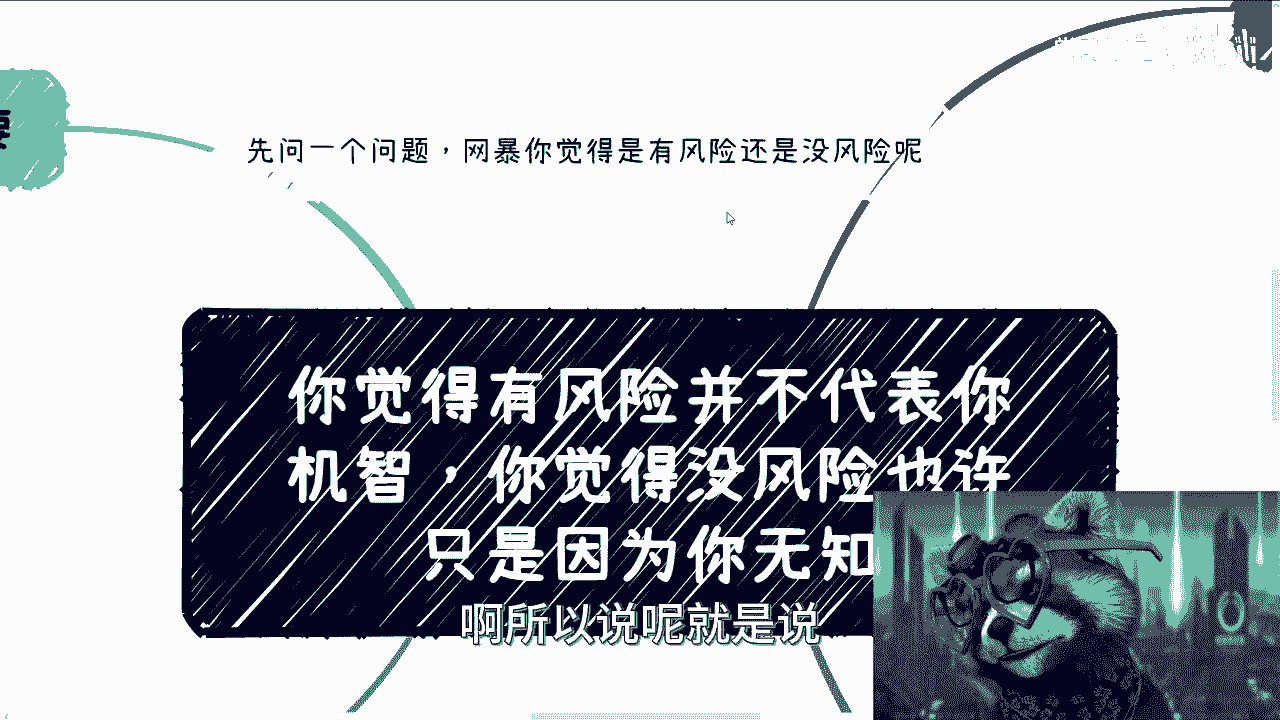 要
先问一个问题，网暴你觉得是有风险还是没风险呢
你觉得有风险并不代表你
机智，你觉得没风险也许
只是因为你无知
啊所以说呢就是说